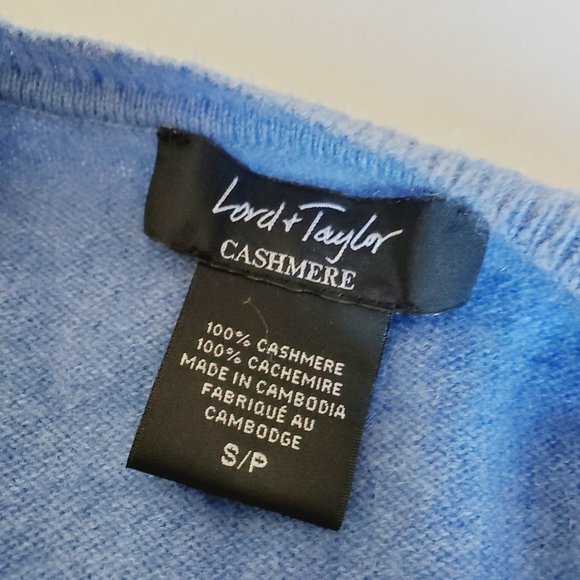 Lord + Taylor
CASHMERE
100% CASHMERE
100% CACHEMIRE
MADE IN CAMBODIA
FABRIQUÉ AU
CAMBODGE
S/P